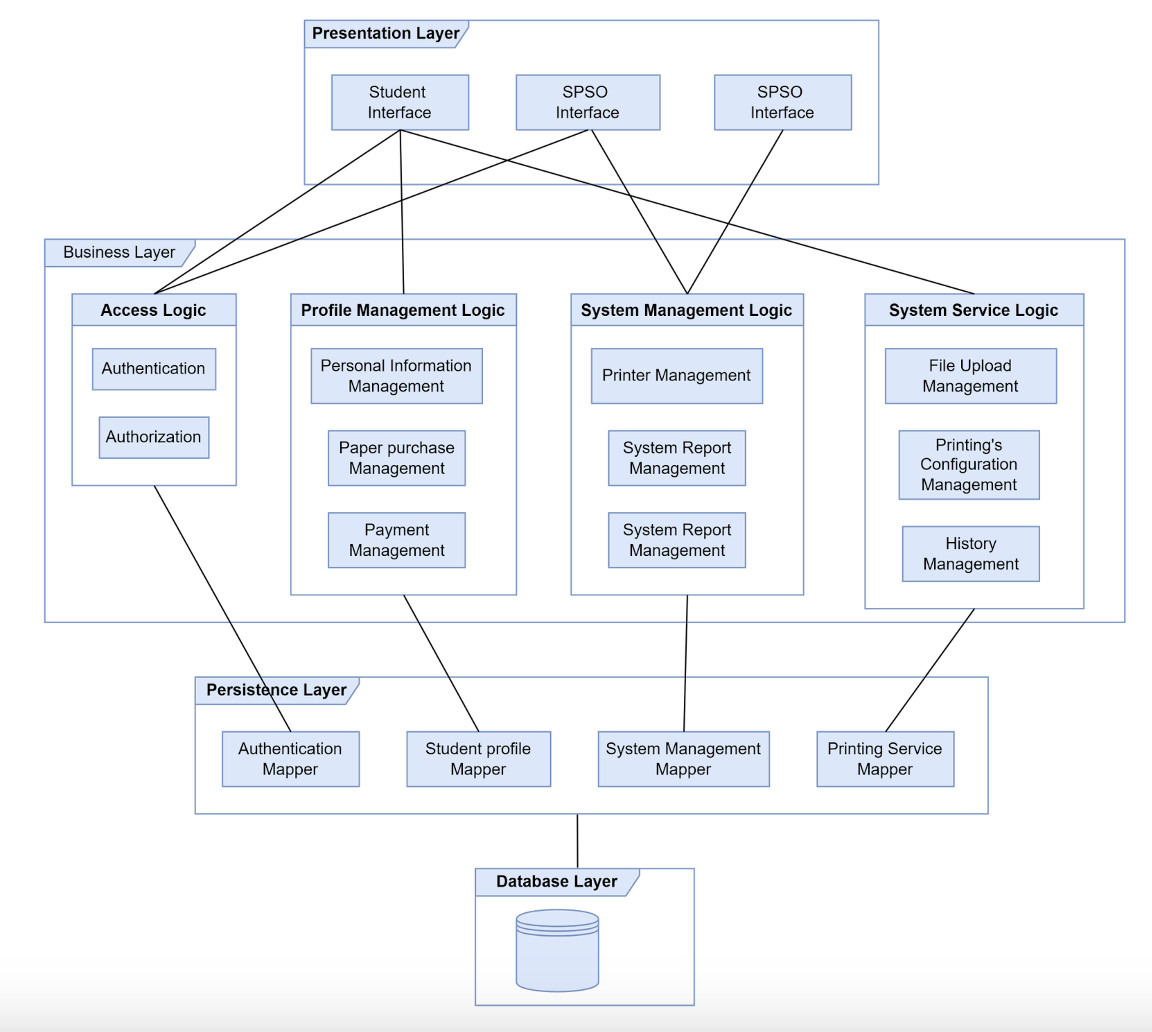 Presentation Layer
Student
Interface
SPSO
Interface
SPSO
Interface
Business Layer
Access Logic
Authentication
Authorization
Profile Management Logic
Personal Information
Management
Paper purchase
Management
Payment
Management
System Management Logic
Printer Management
System Report
Management
System Report
Management
System Service Logic
File Upload
Management
Printing's
Configuration
Management
History
Management
Persistence Layer
Authentication
Mapper
Student profile
Mapper
System Management
Mapper
Printing Service
Mapper
Database Layer